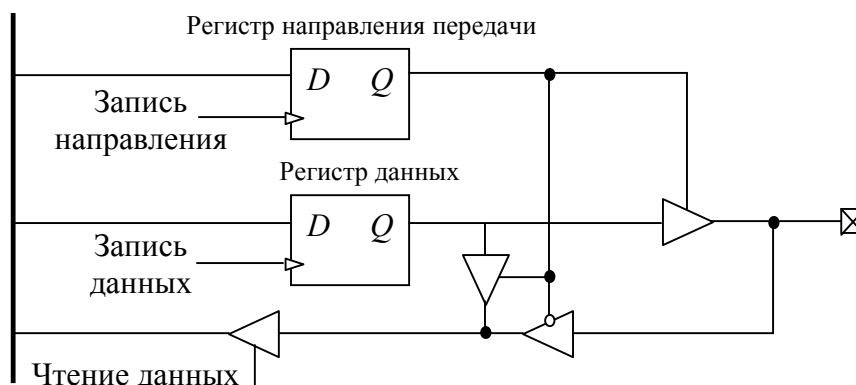 Регистр направления передачи
D Q
Запись
направления
Регистр данных
D Q
Запись
данных
Чтение данных